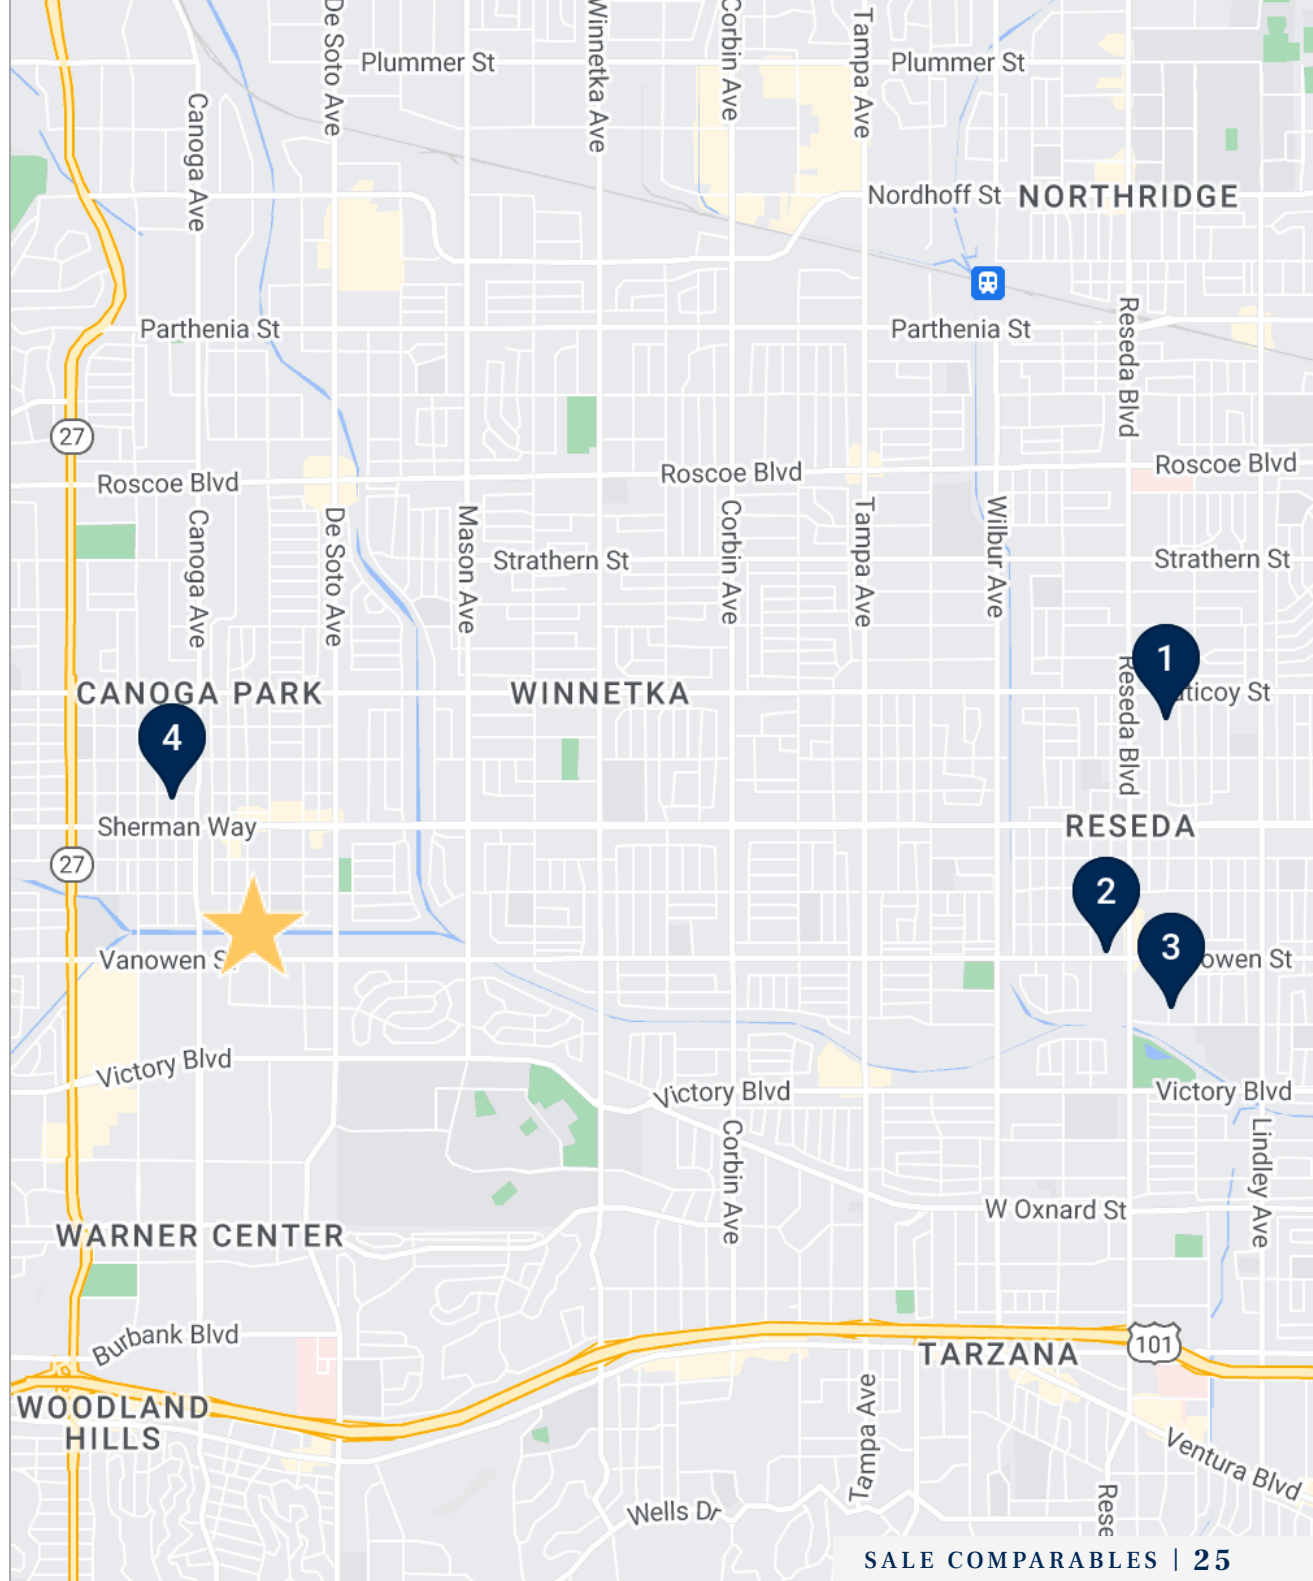 De Soto Ave
Winnetka Ave
Corbin Ave
Tampa Ave
Plummer St
Plummer St
Canoga Ave
Nordhoff St
NORTHRIDGE
Parthenia St
Parthenia St
Reseda Blvd
27
Roscoe Blvd
Roscoe Blvd
Roscoe Blvd
Canoga Ave
De Soto Ave
Mason Ave
Strathern St
Corbin Ave
Tampa Ave
Wilbur Ave
Strathern St
1
Reseda Blvd
aticoy St
CANOGA PARK
WINNETKA
4
Sherman Way
RESEDA
27
2
3
Vanowen S
owen St
Victory Blvd
Victory Blvd
Victory Blvd
Corbin Ave
Lindley Ave
W Oxnard St
WARNER CENTER
Burbank Blvd
101
TARZANA
WOODLAND
HILLS
Tampa Ave
Ventura Blvd
Wells Dr
Rese
SALE COMPARABLES | 25